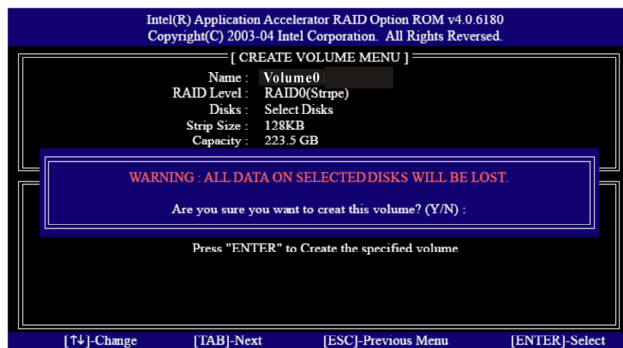 Intel(R) Application Accelerator RAID Option ROM v4.0.6180
Copyright(C) 2003-04 Intel Corporation. All Rights Reversed.
[ CREATE VOLUME MENU ]
Name : Volume0
RAID Level : RAID0(Stripe)
Disks : Select Disks
Strip Size : 128KB
Capacity : 223.5 GB
WARNING : ALL DATA ON SELECTED DISKS WILL BE LOST.
Are you sure you want to creat this volume? (Y/N) :
Press "ENTER" to Create the specified volume
[↑↓]-Change [TAB]-Next [ESC]-Previous Menu [ENTER]-Select